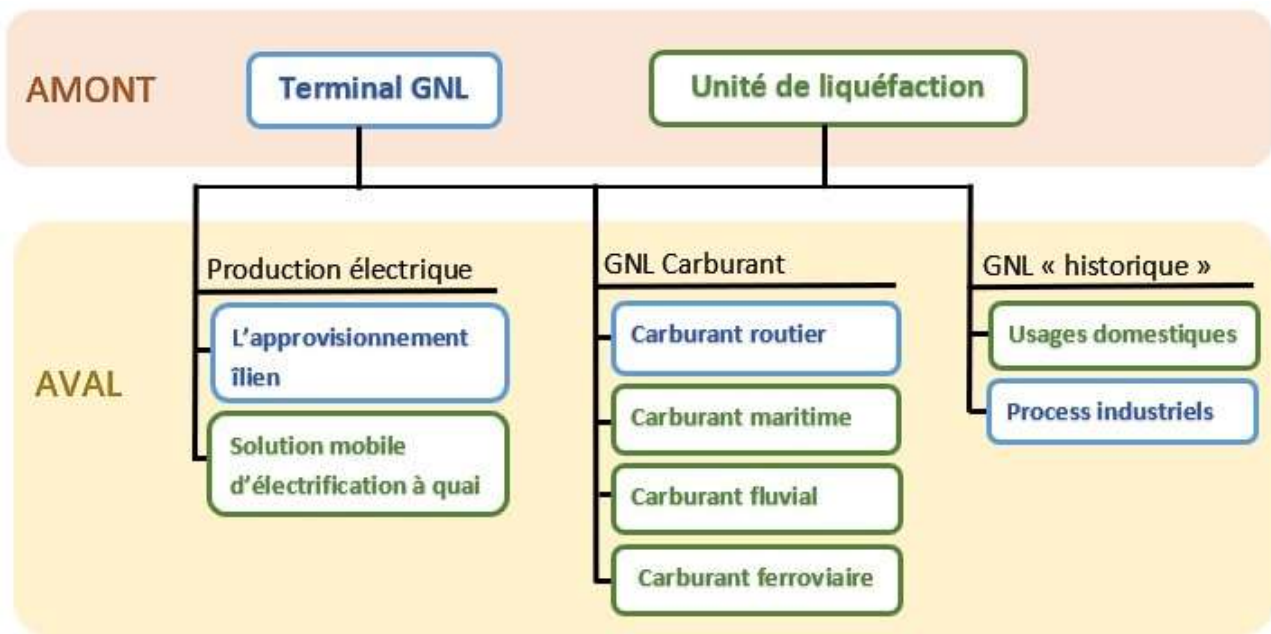 AMONT
Terminal GNL
Unité de liquéfaction
AVAL
Production électrique
L'approvisionnement
îlien
Solution mobile
d'électrification à quai
GNL Carburant
Carburant routier
Carburant maritime
Carburant fluvial
Carburant ferroviaire
GNL « historique »
Usages domestiques
Process industriels